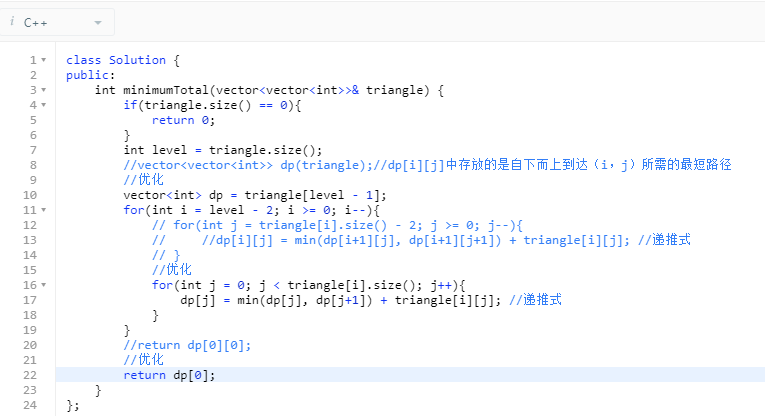 i C++
1 class Solution {
2 public:
3     int minimumTotal(vector<vector<int>>& triangle) {
4         if(triangle.size() == 0){
5             return 0;
6         }
7         int level = triangle.size();
8         //vector<vector<int>> dp(triangle);//dp[i][j]中存放的是自下而上到达（i，j）所需的最短路径
9         //优化
10         vector<int> dp = triangle[level - 1];
11         for(int i = level - 2; i >= 0; i--){
12             // for(int j = triangle[i].size() - 2; j >= 0; j--){
13             //     //dp[i][j] = min(dp[i+1][j], dp[i+1][j+1]) + triangle[i][j]; //递推式
14             // }
15             //优化
16             for(int j = 0; j < triangle[i].size(); j++){
17                 dp[j] = min(dp[j], dp[j+1]) + triangle[i][j]; //递推式
18             }
19         }
20         //return dp[0][0];
21         //优化
22         return dp[0];
23     }
24 };